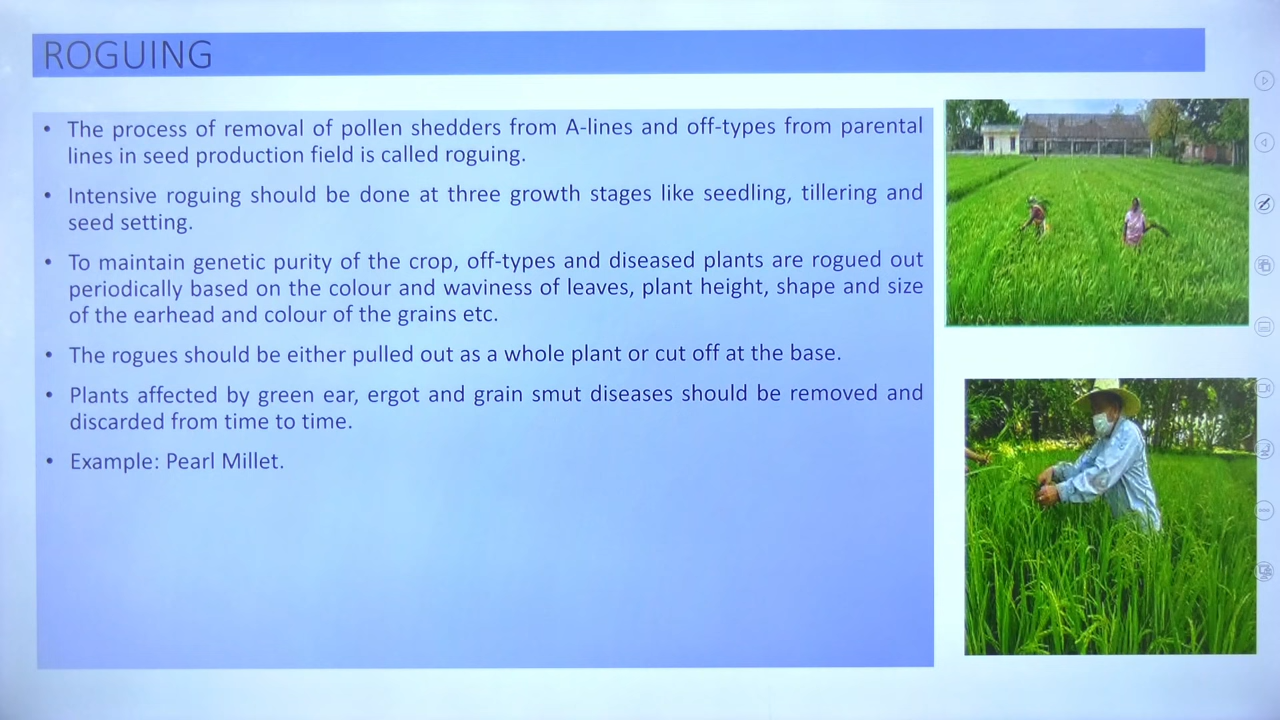 ROGUING
• The process of removal of pollen shedders from A-lines and off-types from parental
lines in seed production field is called roguing.
• Intensive roguing should be done at three growth stages like seedling, tillering and
seed setting.
• To maintain genetic purity of the crop, off-types and diseased plants are rogued out
periodically based on the colour and waviness of leaves, plant height, shape and size
of the earhead and colour of the grains etc.
• The rogues should be either pulled out as a whole plant or cut off at the base.
• Plants affected by green ear, ergot and grain smut diseases should be removed and
discarded from time to time.
• Example: Pearl Millet.